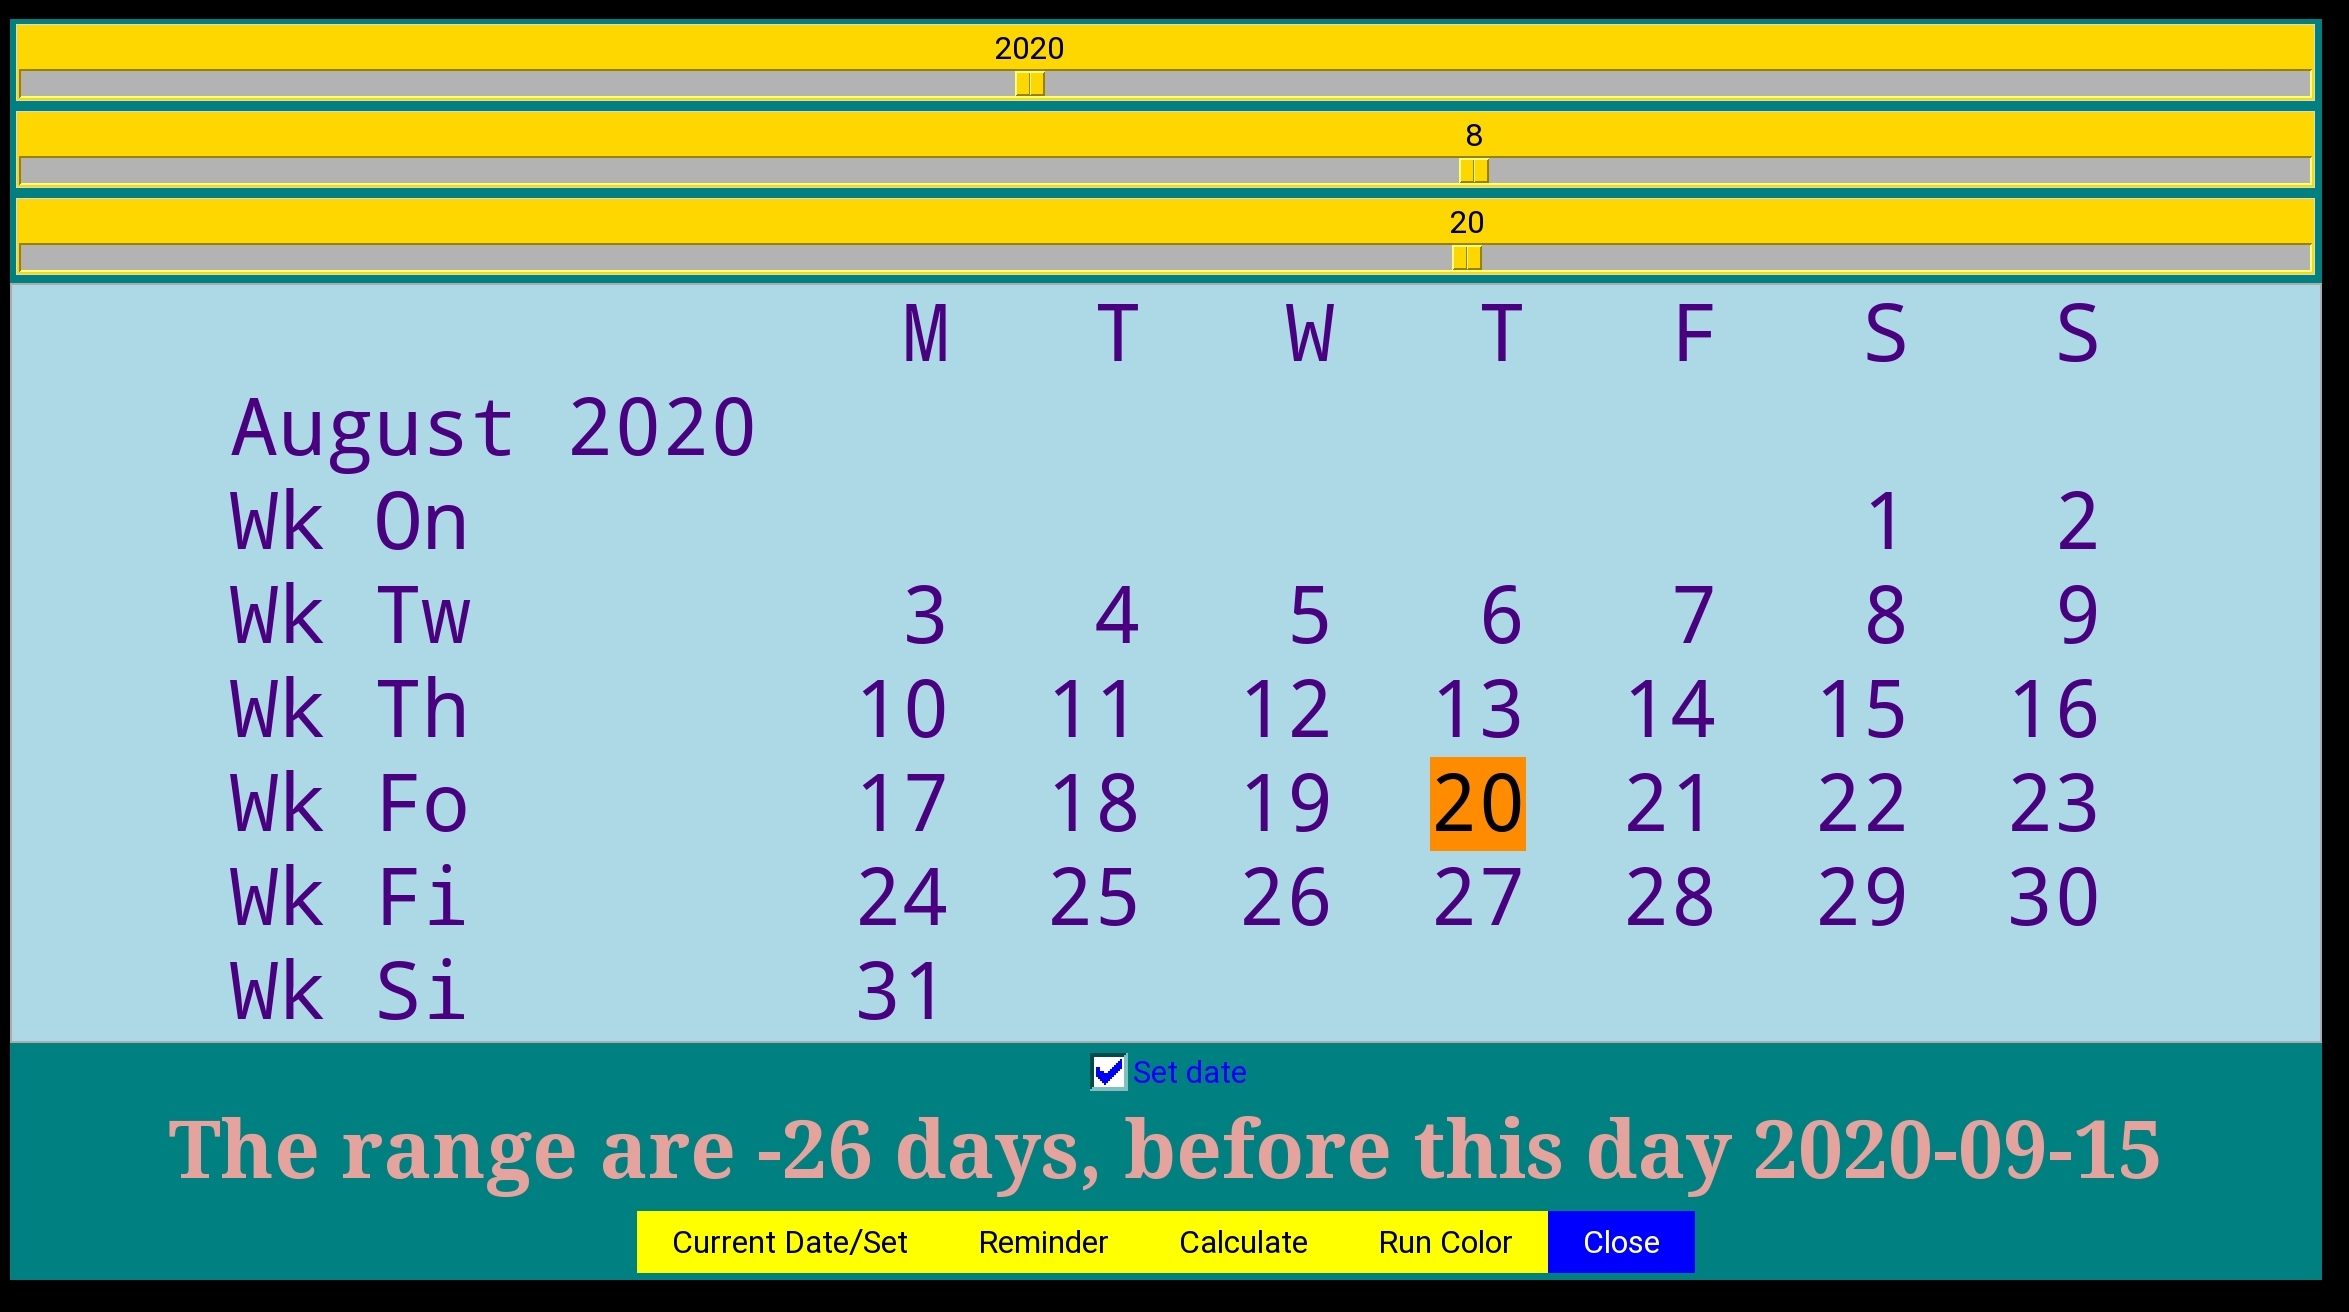 2020
8
20
M T W T F S S
August 2020
Wk On 1 2
Wk Tw 3 4 5 6 7 8 9
Wk Th 10 11 12 13 14 15 16
Wk Fo 17 18 19 20 21 22 23
Wk Fi 24 25 26 27 28 29 30
Wk Si 31
Set date
The range are -26 days, before this day 2020-09-15
Current Date/Set Reminder Calculate Run Color Close